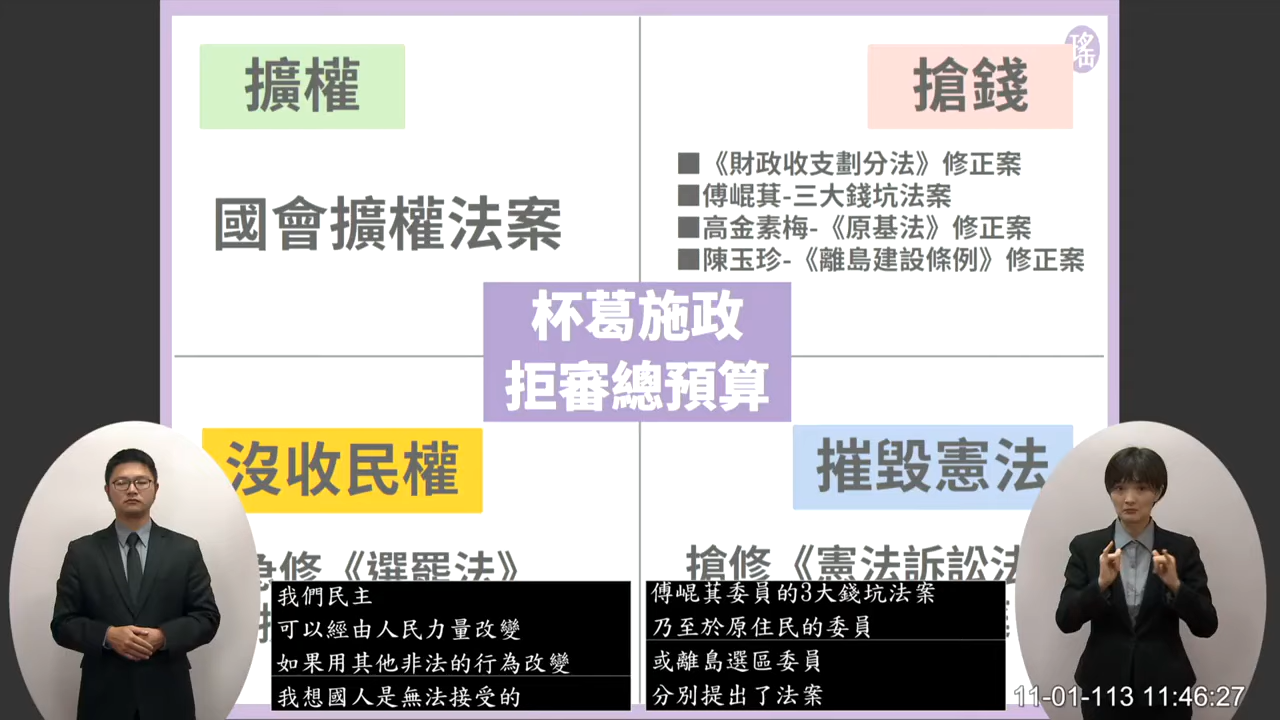 擴權
國會擴權法案
瑤
搶錢
■《財政收支劃分法》修正案
■傅崐萁-三大錢坑法案
■高金素梅-《原基法》修正案
■陳玉珍-《離島建設條例》修正案
杯葛施政
拒審總預算
沒收民權
急修《選罷法》
摧毀憲法
搶修《憲法訴訟法
我們民主
可以經由人民力量改變
如果用其他非法的行為改變
我想國人是無法接受的
傅崐萁委員的3大錢坑法案
乃至於原住民的委員
或離島選區委員
分別提出了法案
11-01-113 11:46:27